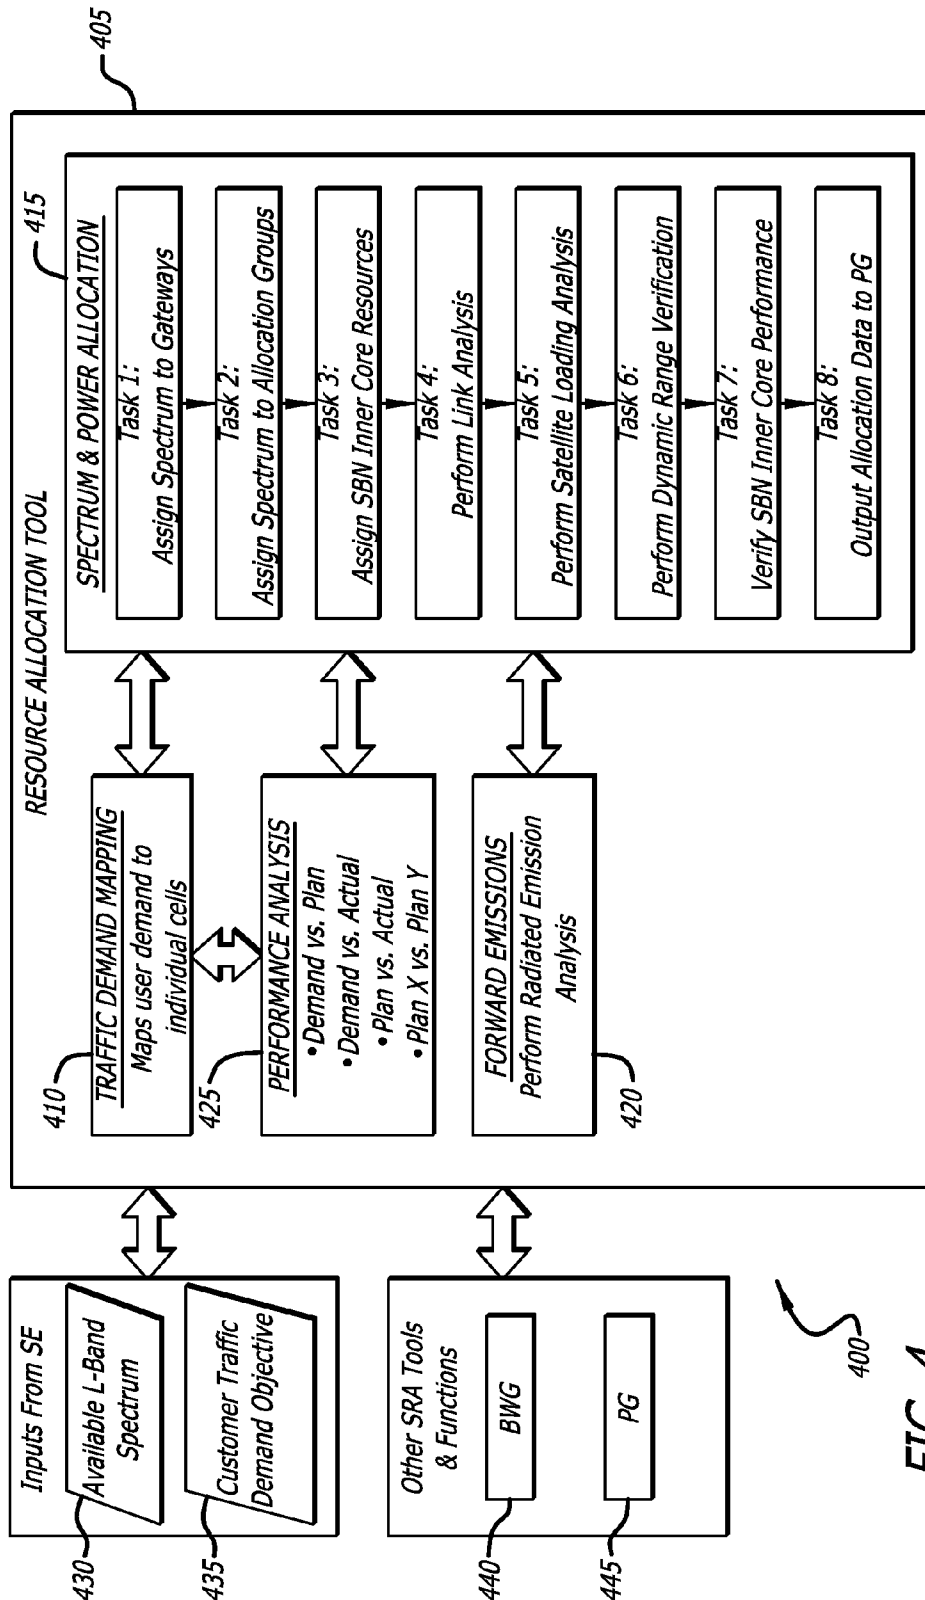 Inputs From SE
Available L-Band
Spectrum
430
Customer Traffic
Demand Objective
435
Other SRA Tools
& Functions
BWG
440
PG
445
400
RESOURCE ALLOCATION TOOL
405
410
TRAFFIC DEMAND MAPPING
Maps user demand to
individual cells
425
PERFORMANCE ANALYSIS
•Demand vs. Plan
•Demand vs. Actual
•Plan vs. Actual
•Plan X vs. Plan Y
FORWARD EMISSIONS
Perform Radiated Emission
Analysis
420
415
SPECTRUM & POWER ALLOCATION
Task 1:
Assign Spectrum to Gateways
Task 2:
Assign Spectrum to Allocation Groups
Task 3:
Assign SBN Inner Core Resources
Task 4:
Perform Link Analysis
Task 5:
Perform Satellite Loading Analysis
Task 6:
Perform Dynamic Range Verification
Task 7:
Verify SBN Inner Core Performance
Task 8:
Output Allocation Data to PG
FIG. 4